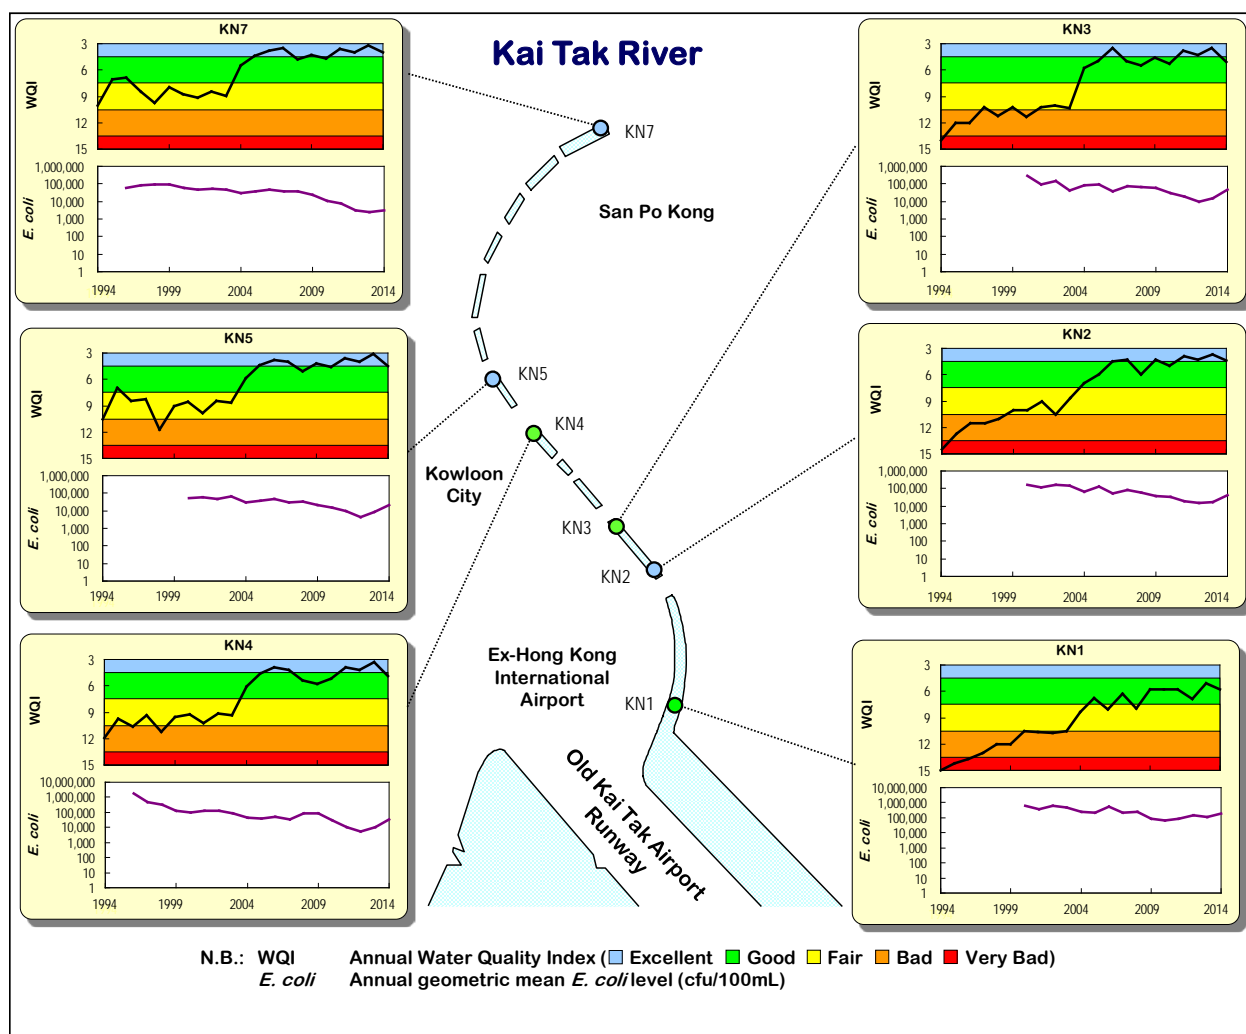 Kai Tak River
KN7
WQI
3
6
9
12
15
E. coli
1,000,000
100,000
10,000
1,000
100
10
1
1994 1999 2004 2009 2014
KN5
WQI
3
6
9
12
15
E. coli
1,000,000
100,000
10,000
1,000
100
10
1
1994 1999 2004 2009 2014
KN4
WQI
3
6
9
12
15
E. coli
10,000,000
1,000,000
100,000
10,000
1,000
100
10
1
1994 1999 2004 2009 2014
KN7
San Po Kong
KN5
KN4
Kowloon
City
KN3
KN2
Ex-Hong Kong
International
Airport
KN1
Old Kai Tak Airport
Runway
KN3
WQI
3
6
9
12
15
E. coli
1,000,000
100,000
10,000
1,000
100
10
1
1994 1999 2004 2009 2014
KN2
WQI
3
6
9
12
15
E. coli
1,000,000
100,000
10,000
1,000
100
10
1
1994 1999 2004 2009 2014
KN1
WQI
3
6
9
12
15
E. coli
10,000,000
1,000,000
100,000
10,000
1,000
100
10
1
1994 1999 2004 2009 2014
N.B.: WQI Annual Water Quality Index ( Excellent Good Fair Bad Very Bad)
E. coli Annual geometric mean E. coli level (cfu/100mL)